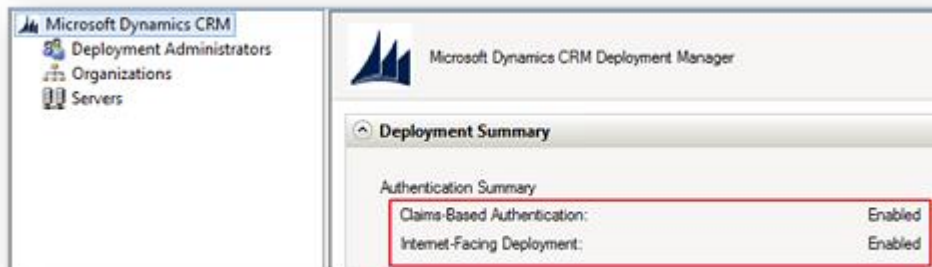 Microsoft Dynamics CRM
Deployment Administrators
Organizations
Servers
Microsoft Dynamics CRM Deployment Manager
Deployment Summary
Authentication Summary
Claims-Based Authentication: Enabled
Internet-Facing Deployment: Enabled